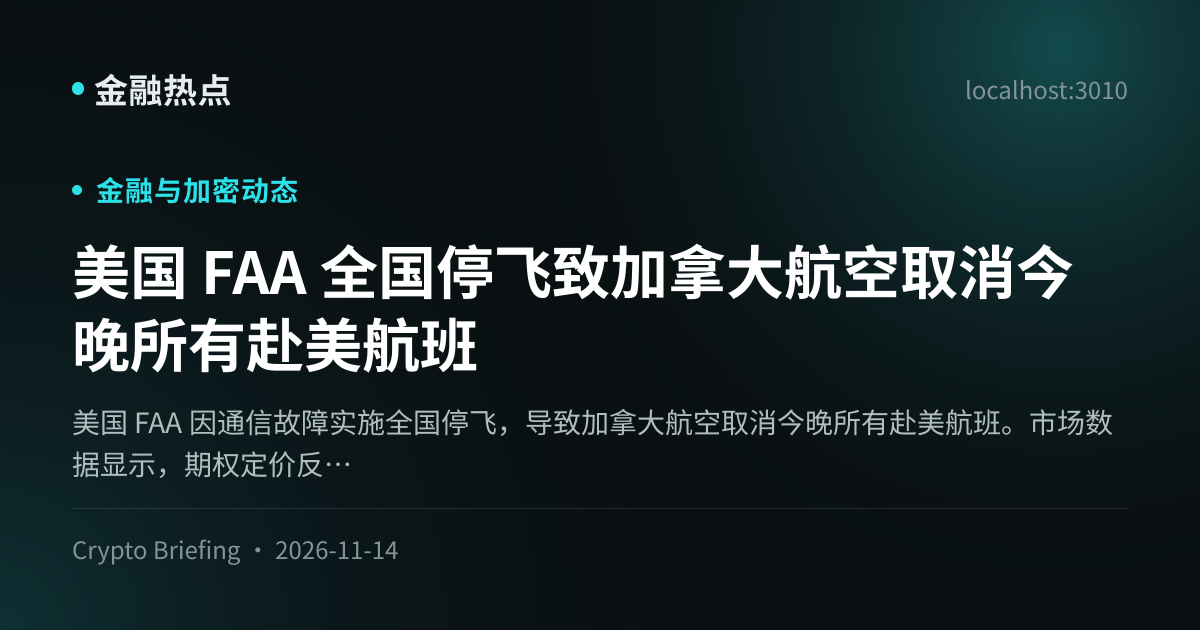 金融热点
localhost:3010
金融与加密动态
美国 FAA 全国停飞致加拿大航空取消今
晚所有赴美航班
美国 FAA 因通信故障实施全国停飞，导致加拿大航空取消今晚所有赴美航班。市场数
据显示，期权定价反…
Crypto Briefing · 2026-11-14